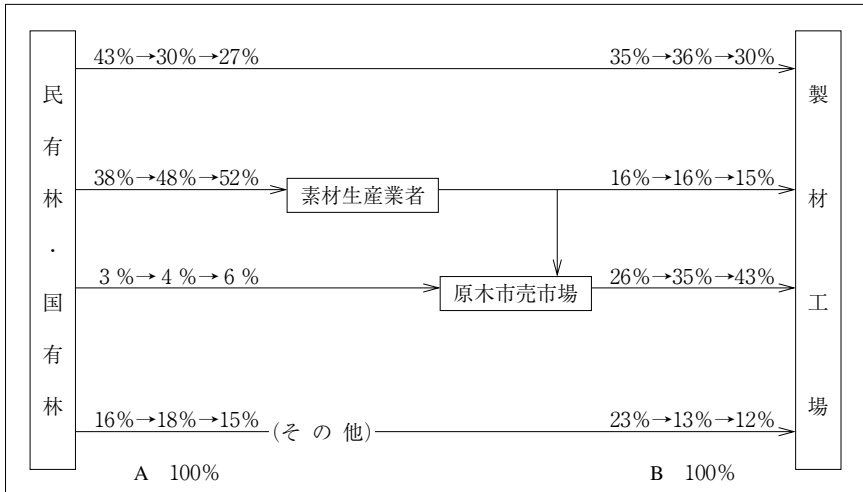 43%→30%→27%
35%→36%→30%
民有林・国有林
製材工場
38%→48%→52%
素材生産業者
16%→16%→15%
3%→4%→6%
原木市売市場
26%→35%→43%
16%→18%→15%
(その他)
23%→13%→12%
A 100%
B 100%